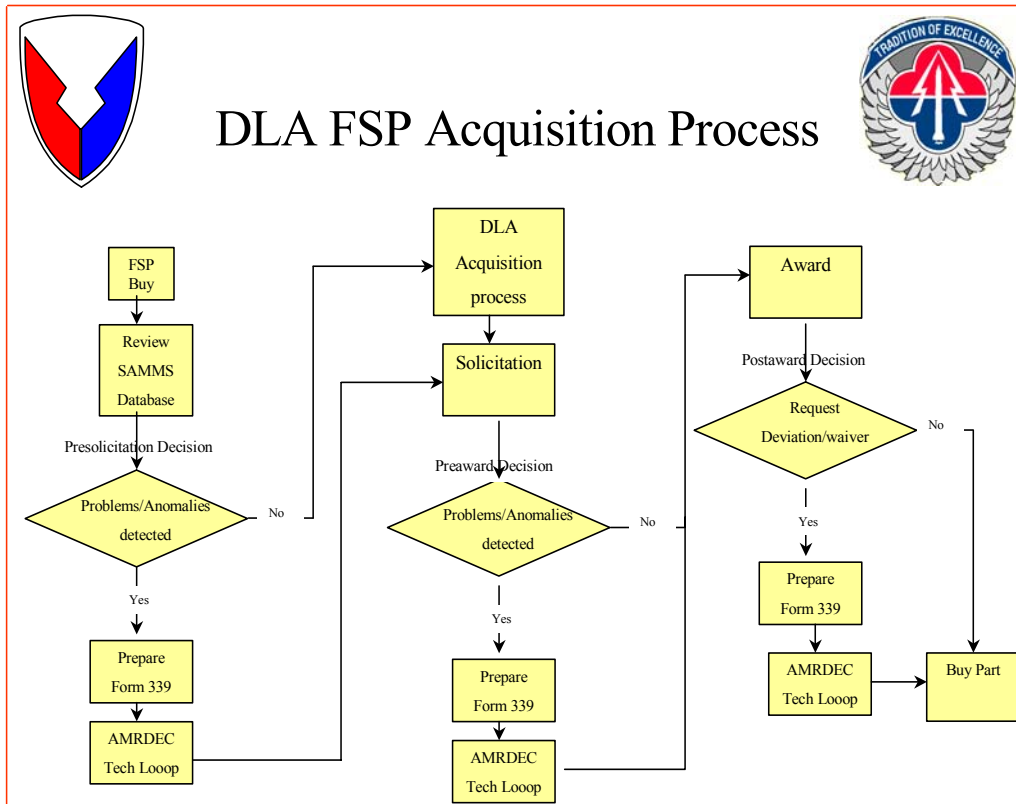 TRADITION OF EXCELLENCE
DLA FSP Acquisition Process
FSP
Buy
Review
SAMMS
Database
Presolicitation Decision
Problems/Anomalies
detected
No
Yes
Prepare
Form 339
AMRDEC
Tech Looop
DLA
Acquisition
process
Solicitation
Preaward Decision
Problems/Anomalies
detected
No
Yes
Prepare
Form 339
AMRDEC
Tech Looop
Award
Postaward Decision
Request
Deviation/waiver
No
Yes
Prepare
Form 339
AMRDEC
Tech Looop
Buy Part